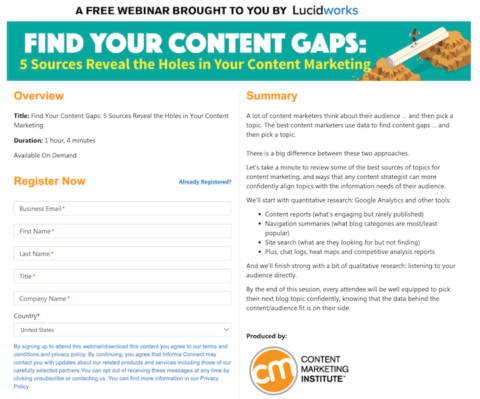 A FREE WEBINAR BROUGHT TO YOU BY Lucidworks
FIND YOUR CONTENT GAPS:
5 Sources Reveal the Holes in Your Content Marketing
Overview
Title: Find Your Content Gaps: 5 Sources Reveal the Holes in Your Content
Marketing
Duration: 1 hour, 4 minutes
Available On Demand
Register Now
Already Registered?
Business Email *
First Name *
Last Name *
Title *
Company Name *
Country*
United States
By signing up to attend this webinar/download this content you agree to our terms and
conditions and privacy policy. By continuing, you agree that Informa Connect may
contact you with updates about our related products and services including those of our
carefully selected partners.You can opt out of receiving these messages at any time by
clicking unsubscribe or contacting us. You can find more information in our Privacy
Policy.
Summary
A lot of content marketers think about their audience ... and then pick a
topic. The best content marketers use data to find content gaps ... and
then pick a topic.
There is a big difference between these two approaches.
Let's take a minute to review some of the best sources of topics for
content marketing, and ways that any content strategist can more
confidently align topics with the information needs of their audience.
We'll start with quantitative research: Google Analytics and other tools:
• Content reports (what's engaging but rarely published)
• Navigation summaries (what blog categories are most/least
popular)
• Site search (what are they looking for but not finding)
• Plus, chat logs, heat maps and competitive analysis reports
And we'll finish strong with a bit of qualitative research: listening to your
audience directly.
By the end of this session, every attendee will be well equipped to pick
their next blog topic confidently, knowing that the data behind the
content/audience fit is on their side.
Produced by:
cm
CONTENT
MARKETING
INSTITUTE™